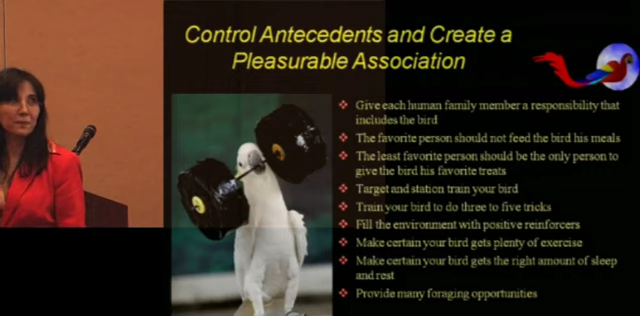 Control Antecedents and Create a
Pleasurable Association
❖ Give each human family member a responsibility that
includes the bird
❖ The favorite person should not feed the bird his meals
❖ The least favorite person should be the only person to
give the bird his favorite treats
❖ Target and station train your bird
❖ Train your bird to do three to five tricks
❖ Fill the environment with positive reinforcers
❖ Make certain your bird gets plenty of exercise
❖ Make certain your bird gets the right amount of sleep
and rest
❖ Provide many foraging opportunities